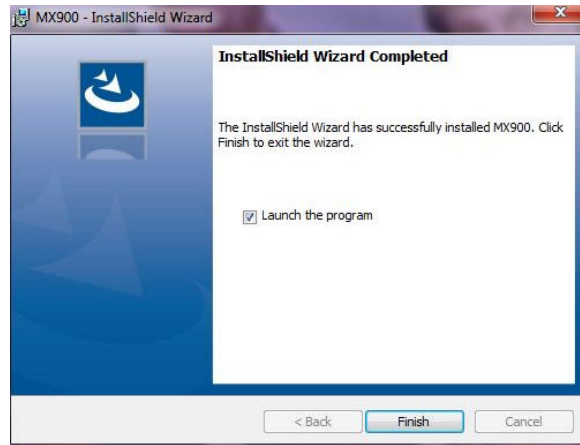 MX900 - InstallShield Wizard
InstallShield Wizard Completed
The InstallShield Wizard has successfully installed MX900. Click
Finish to exit the wizard.
Launch the program
< Back
Finish
Cancel